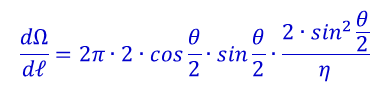 dΩ/dℓ = 2π · 2 · cos θ/2 · sin θ/2 · (2 · sin² θ/2)/η